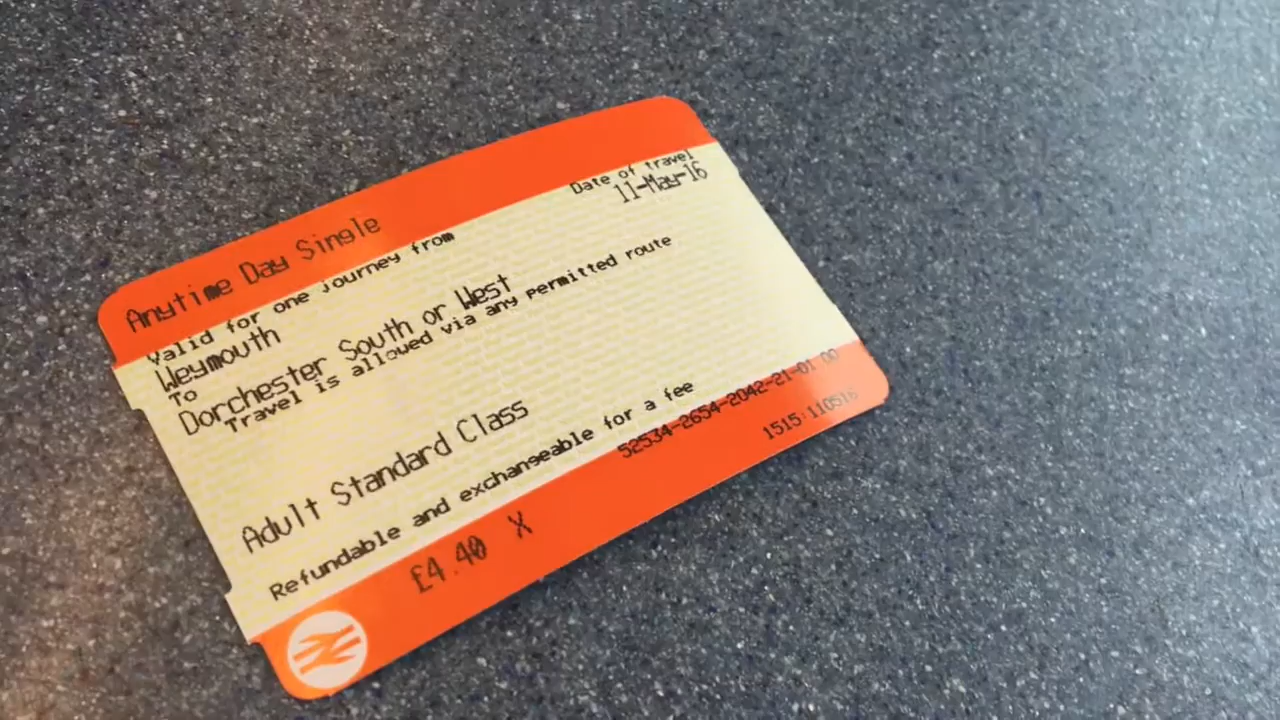 Anytime Day Single
Date of travel
11-May-16
Valid for one journey from
Weymouth
To
Dorchester South or West
Travel is allowed via any permitted route
Adult Standard Class
Refundable and exchangeable for a fee
52534-2654-2042-21-01 00
1515:110516
£4.40 X